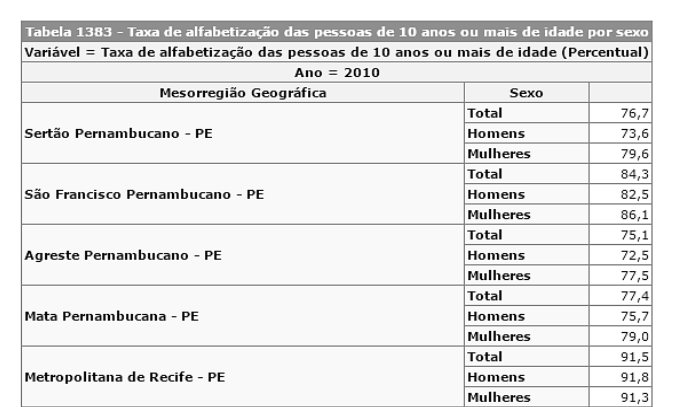 Tabela 1383 - Taxa de alfabetização das pessoas de 10 anos ou mais de idade por sexo
Variável = Taxa de alfabetização das pessoas de 10 anos ou mais de idade (Percentual)
Ano = 2010
Mesorregião Geográfica Sexo
Sertão Pernambucano - PE
Total 76,7
Homens 73,6
Mulheres 79,6
São Francisco Pernambucano - PE
Total 84,3
Homens 82,5
Mulheres 86,1
Agreste Pernambucano - PE
Total 75,1
Homens 72,5
Mulheres 77,5
Mata Pernambucana - PE
Total 77,4
Homens 75,7
Mulheres 79,0
Metropolitana de Recife - PE
Total 91,5
Homens 91,8
Mulheres 91,3